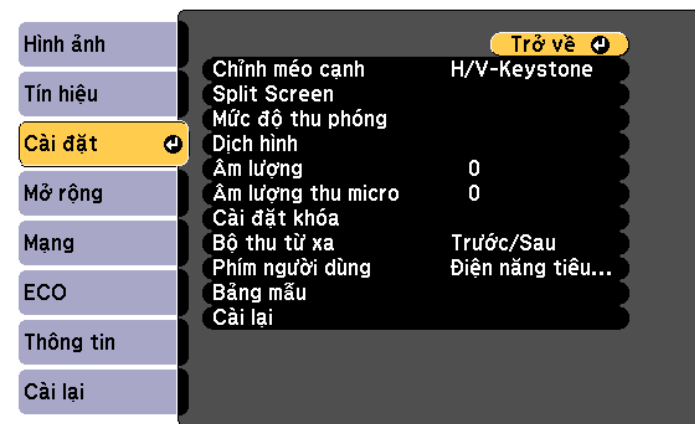 Hình ảnh
Tín hiệu
Cài đặt
Mở rộng
Mạng
ECO
Thông tin
Cài lại
Trở về
Chỉnh méo cạnh H/V-Keystone
Split Screen
Mức độ thu phóng
Dịch hình
Âm lượng 0
Âm lượng thu micro 0
Cài đặt khóa
Bộ thu từ xa Trước/Sau
Phím người dùng Điện năng tiêu...
Bảng mẫu
Cài lại